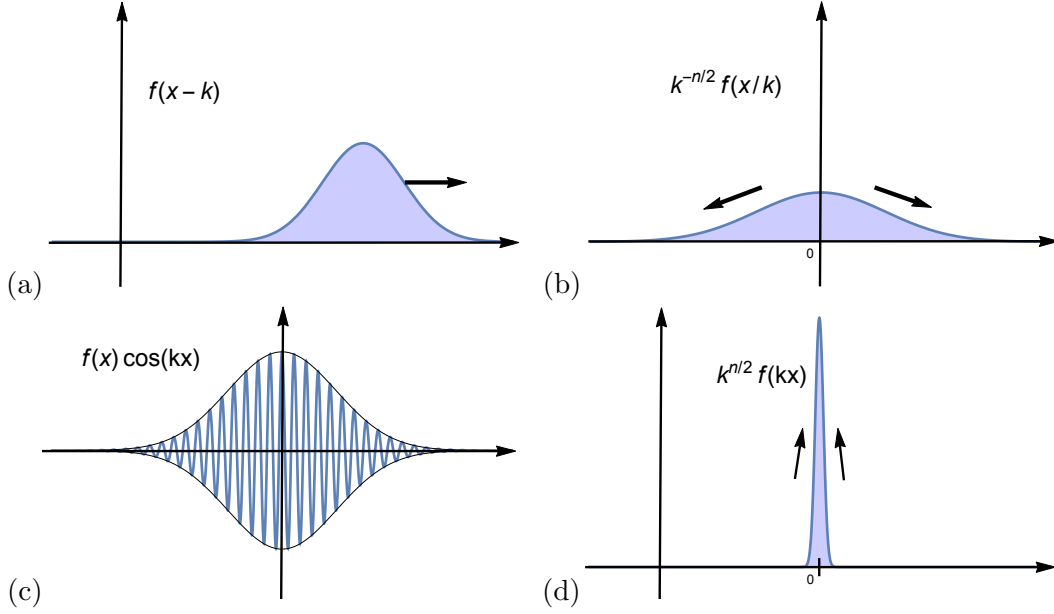 f(x − k)
(a)
k^{−n/2} f(x/k)
0
(b)
f(x) cos(kx)
(c)
k^{n/2} f(kx)
0
(d)